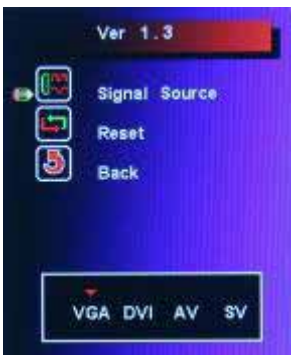 Ver 1.3
Signal Source
Reset
Back
VGA DVI AV SV